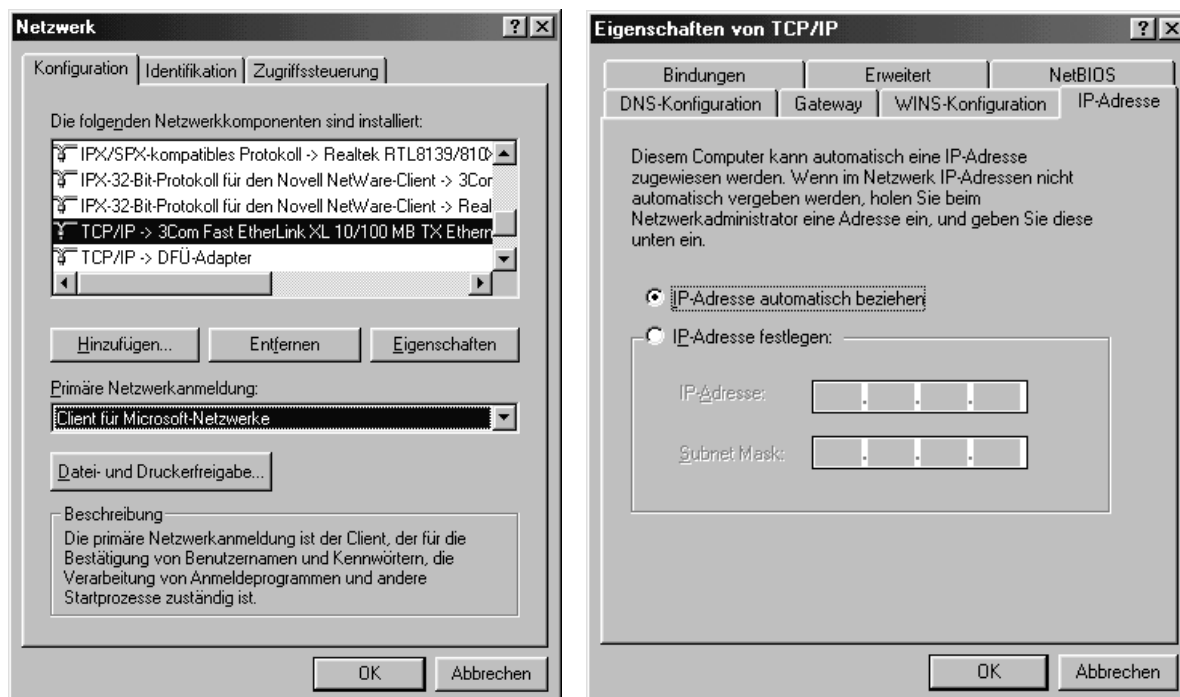 Netzwerk
Konfiguration
Identifikation
Zugriffssteuerung
Die folgenden Netzwerkkomponenten sind installiert:
IPX/SPX-kompatibles Protokoll -> Realtek RTL8139/810
IPX-32-Bit-Protokoll für den Novell NetWare-Client -> 3Com
IPX-32-Bit-Protokoll für den Novell NetWare-Client -> Real
TCP/IP -> 3Com Fast EtherLink XL 10/100 MB TX Ethern
TCP/IP -> DFÜ-Adapter
Hinzufügen...
Entfernen
Eigenschaften
Primäre Netzwerkanmeldung:
Client für Microsoft-Netzwerke
Datei- und Druckerfreigabe...
Beschreibung
Die primäre Netzwerkanmeldung ist der Client, der für die
Bestätigung von Benutzernamen und Kennwörtern, die
Verarbeitung von Anmeldeprogrammen und andere
Startprozesse zuständig ist.
OK
Abbrechen
Eigenschaften von TCP/IP
Bindungen
Erweitert
NetBIOS
DNS-Konfiguration
Gateway
WINS-Konfiguration
IP-Adresse
Diesem Computer kann automatisch eine IP-Adresse
zugewiesen werden. Wenn im Netzwerk IP-Adressen nicht
automatisch vergeben werden, holen Sie beim
Netzwerkadministrator eine Adresse ein, und geben Sie diese
unten ein.
IP-Adresse automatisch beziehen
IP-Adresse festlegen:
IP-Adresse:
Subnet Mask:
OK
Abbrechen